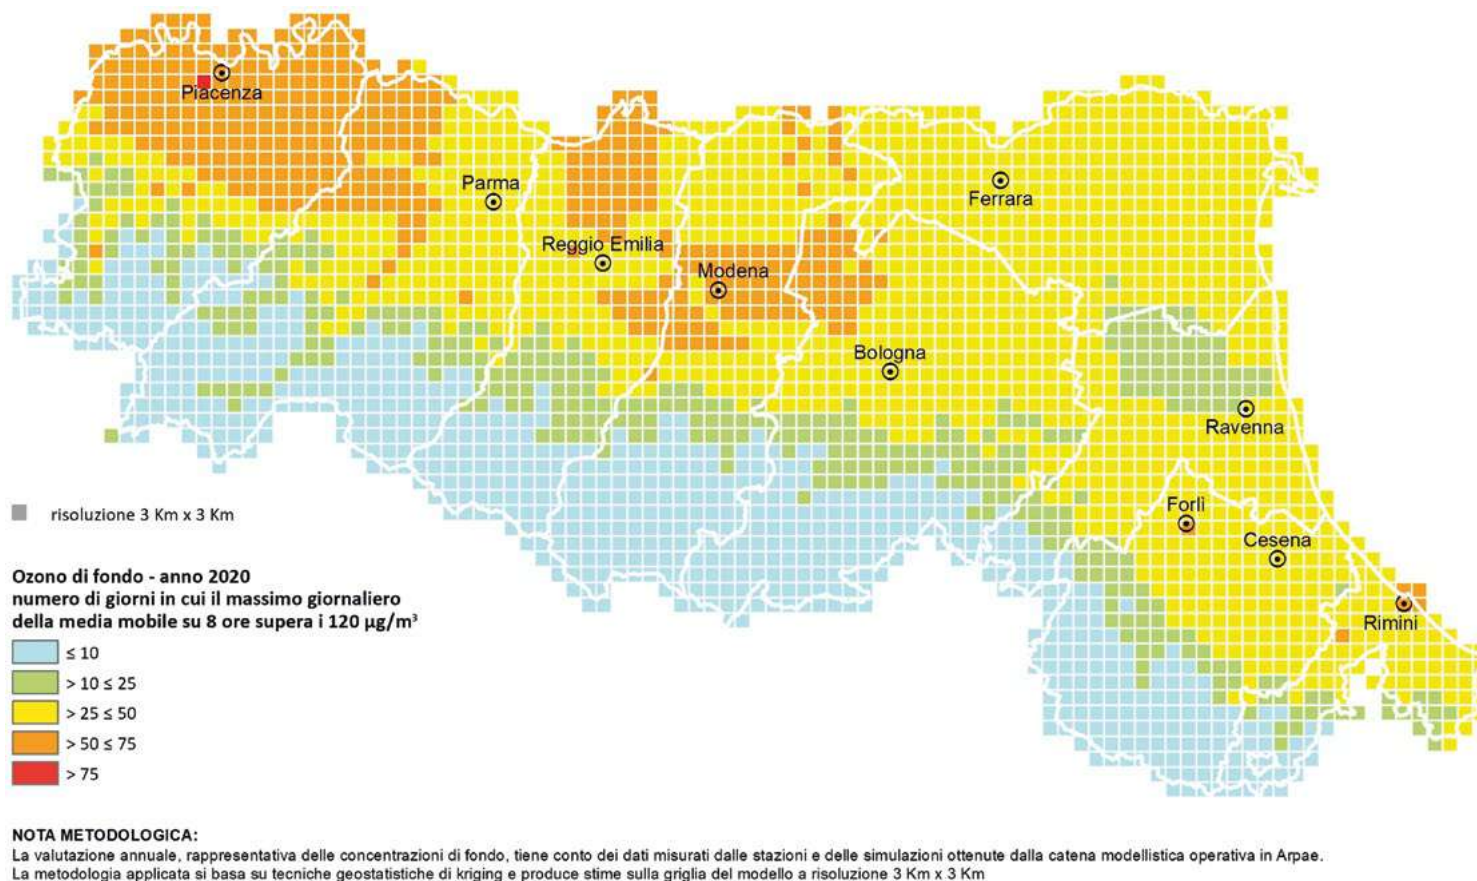 Piacenza
Parma
Ferrara
Reggio Emilia
Modena
Bologna
Ravenna
Forlì
Cesena
Rimini
risoluzione 3 Km x 3 Km
Ozono di fondo - anno 2020
numero di giorni in cui il massimo giornaliero
della media mobile su 8 ore supera i 120 µg/m³
≤ 10
> 10 ≤ 25
> 25 ≤ 50
> 50 ≤ 75
> 75
NOTA METODOLOGICA:
La valutazione annuale, rappresentativa delle concentrazioni di fondo, tiene conto dei dati misurati dalle stazioni e delle simulazioni ottenute dalla catena modellistica operativa in Arpae.
La metodologia applicata si basa su tecniche geostatistiche di kriging e produce stime sulla griglia del modello a risoluzione 3 Km x 3 Km